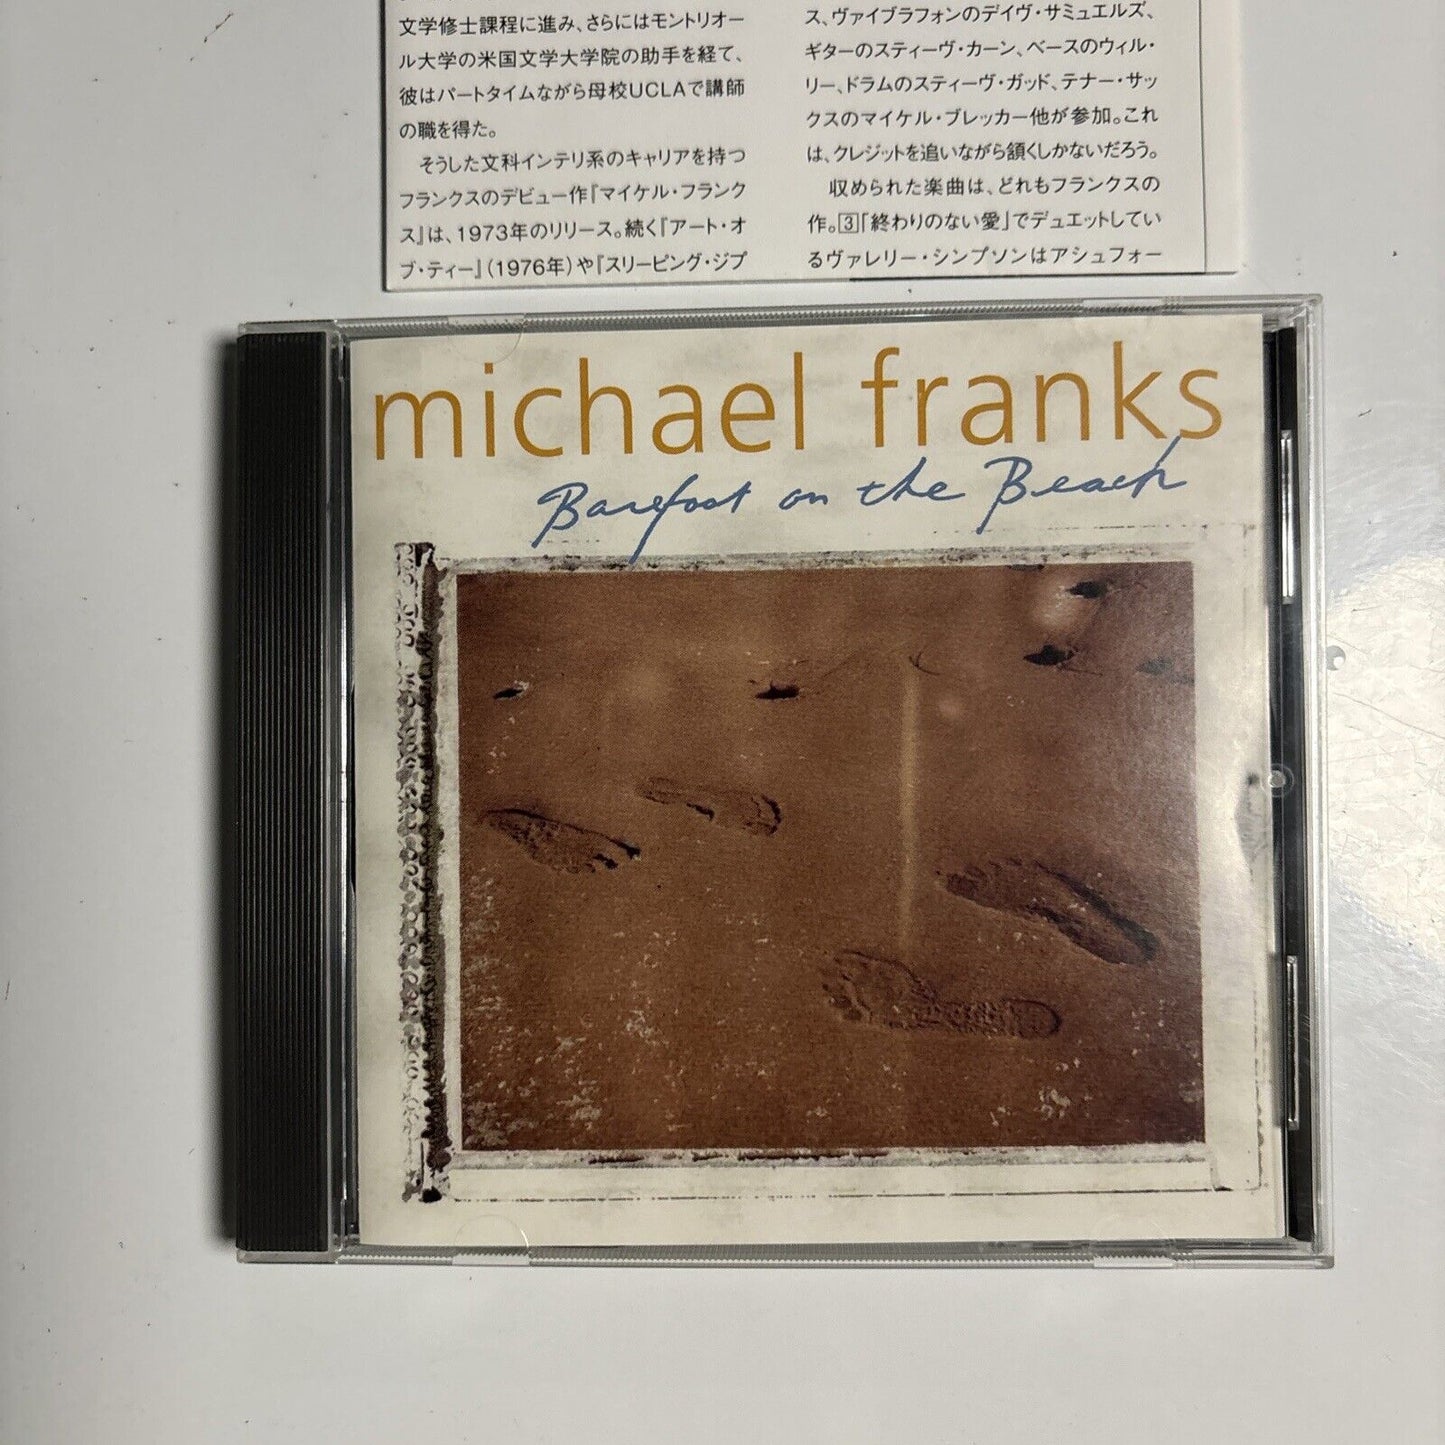 文学修士課程に進み、さらにはモントリオー
ル大学の米国文学大学院の助手を経て、
彼はパートタイムながら母校UCLAで講師
の職を得た。
そうした文科インテリ系のキャリアを持つ
フランクスのデビュー作『マイケル・フランク
ス』は、1973年のリリース。続く『アート・オ
ブ・ティー』(1976年)や『スリーピング・ジプ
ス、ヴァイブラフォンのデイヴ・サミュエルズ、
ギターのスティーヴ・カーン、ベースのウィル・
リー、ドラムのスティーヴ・ガッド、テナー・サッ
クスのマイケル・ブレッカー他が参加。これ
は、クレジットを追いながら頷くしかないだろう。
収められた楽曲は、どれもフランクスの
作。3「終わりのない愛」でデュエットしてい
るヴァレリー・シンプソンはアシュフォー
michael franks
Barefoot on the Beach